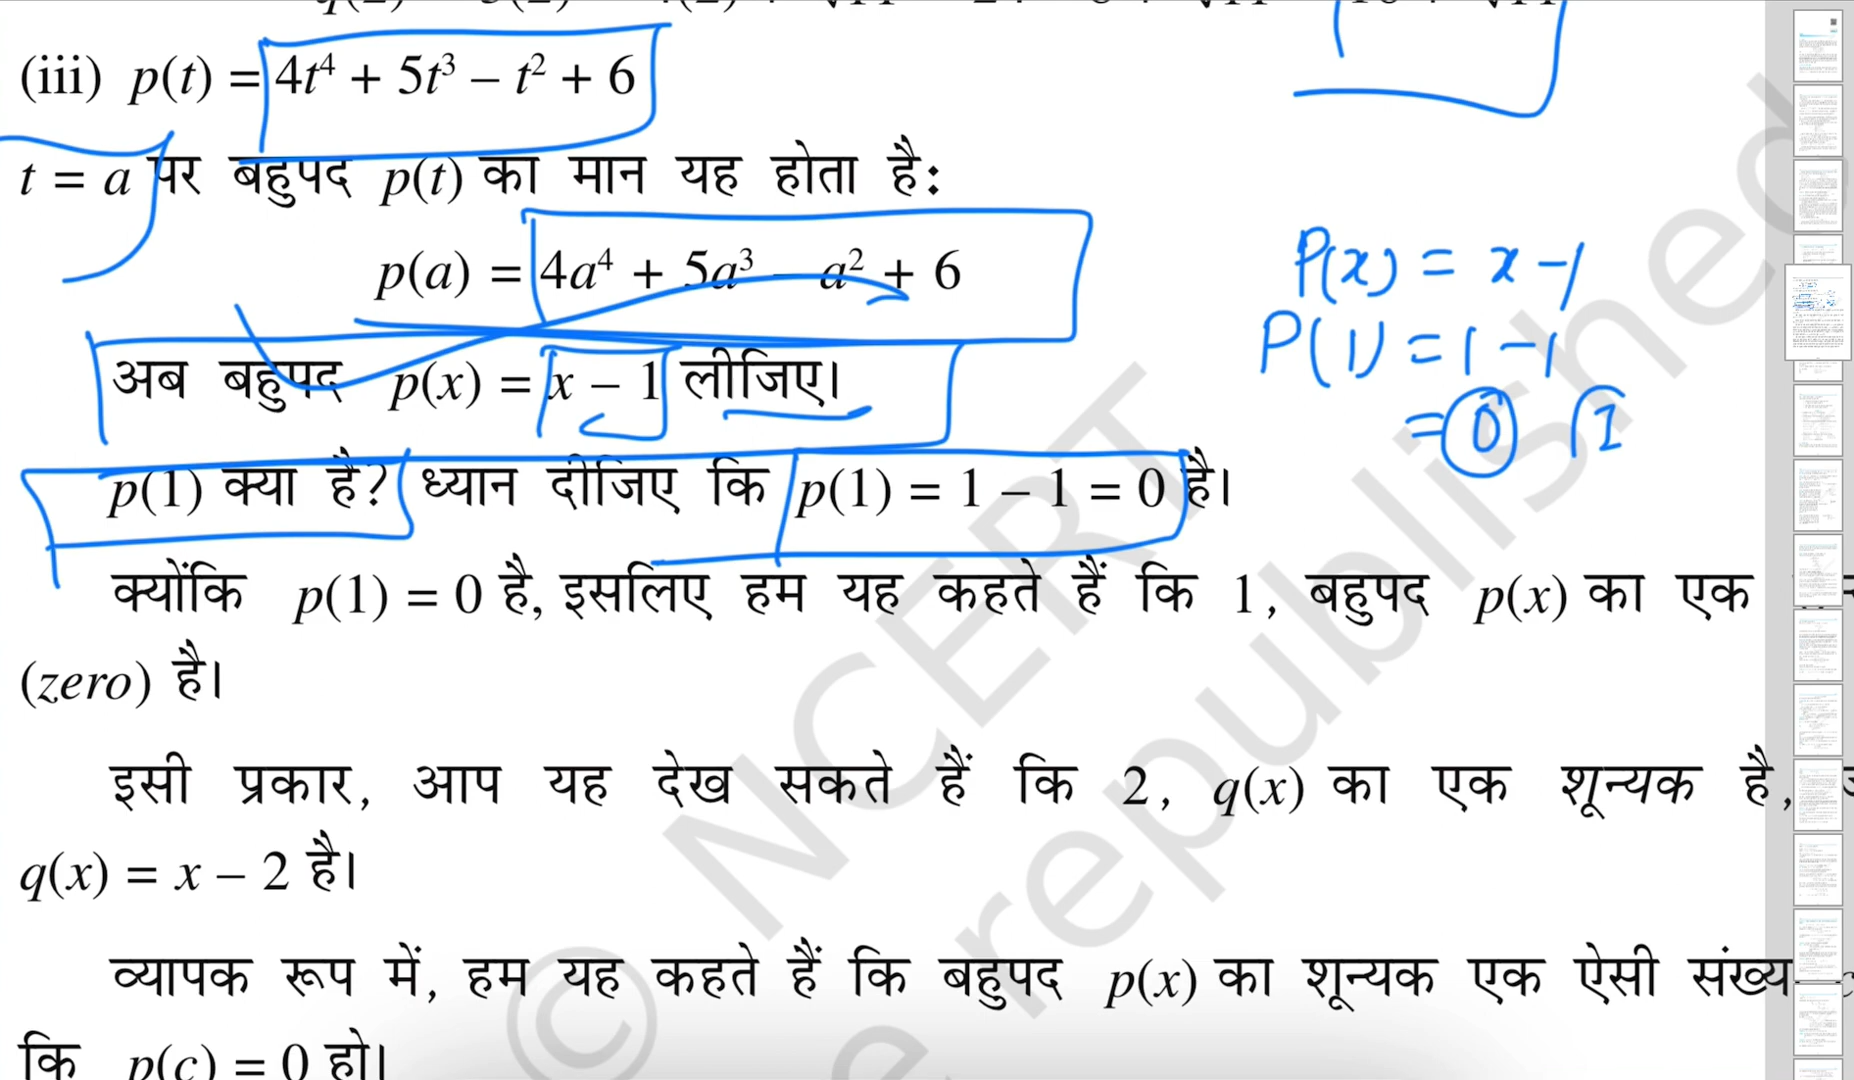 (iii) p(t) = 4t⁴ + 5t³ – t² + 6
t = a पर बहुपद p(t) का मान यह होता है:
p(a) = 4a⁴ + 5a³ – a² + 6
अब बहुपद p(x) = x – 1 लीजिए।
p(1) क्या है? ध्यान दीजिए कि p(1) = 1 – 1 = 0 है।
क्योंकि p(1) = 0 है, इसलिए हम यह कहते हैं कि 1, बहुपद p(x) का एक
(zero) है।
इसी प्रकार, आप यह देख सकते हैं कि 2, q(x) का एक शून्यक है,
q(x) = x – 2 है।
व्यापक रूप में, हम यह कहते हैं कि बहुपद p(x) का शून्यक एक ऐसी
कि p(c) = 0 हो।
P(x) = x – 1
P(1) = 1 – 1
= 0
© NCERT
republished